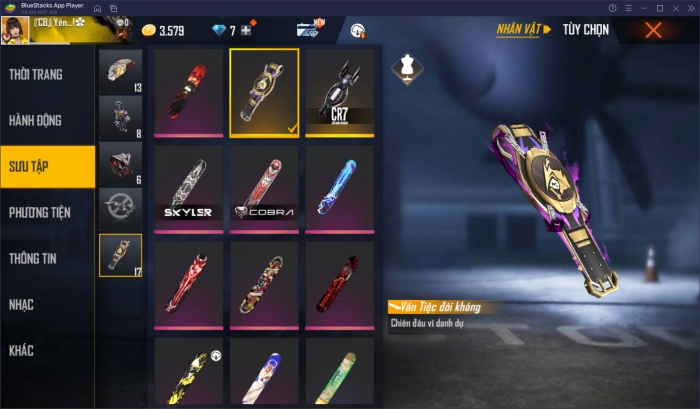 BlueStacks App Player
3.579
7
NEW
NHÂN VẬT
TÙY CHỌN
THỜI TRANG
HÀNH ĐỘNG
SƯU TẬP
PHƯƠNG TIỆN
THÔNG TIN
NHẠC
KHÁC
13
8
6
17
CR7
SKYLER
COBRA
Ván Tiệc đối kháng
Chiến đấu vì danh dự